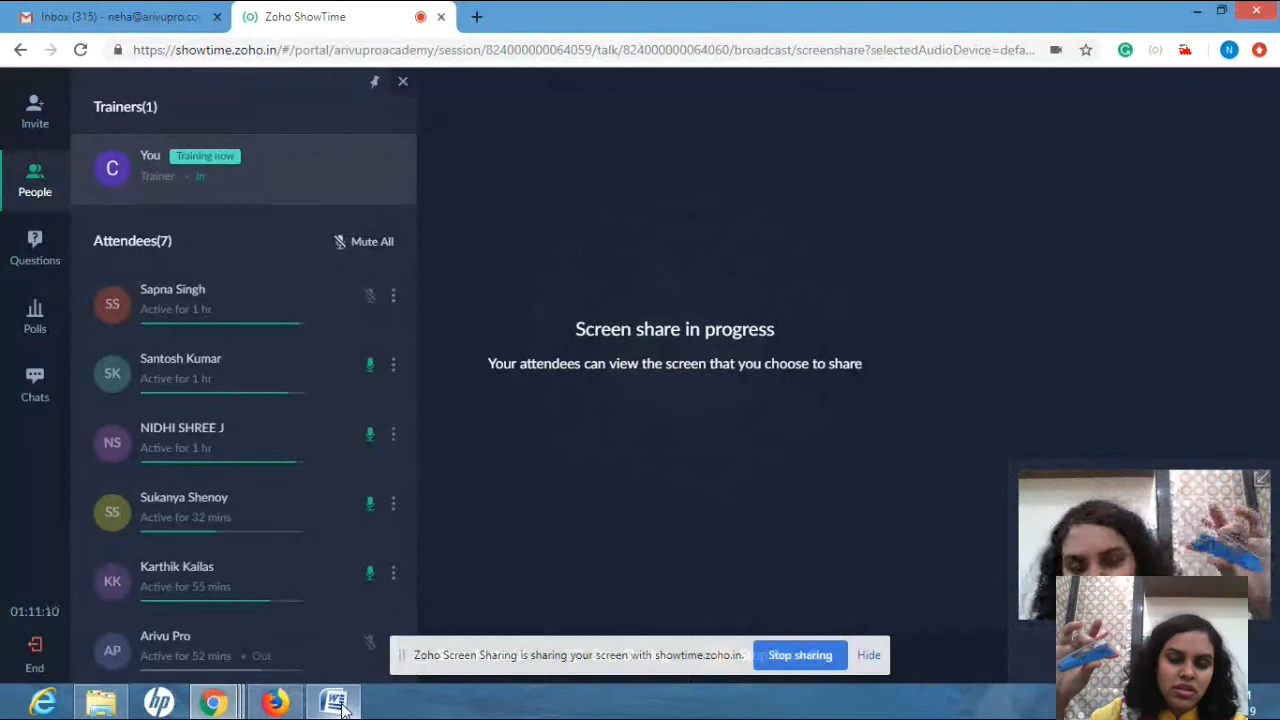 Inbox (315) - neha@arivupro.co
Zoho ShowTime
https://showtime.zoho.in/#/portal/arivuproacademy/session/824000000064059/talk/824000000064060/broadcast/screenshare?selectedAudioDevice=defa...
N
Invite
People
Questions
Polls
Chats
01:11:10
End
Trainers(1)
C
You Training now
Trainer • In
Attendees(7) Mute All
SS
Sapna Singh
Active for 1 hr
SK
Santosh Kumar
Active for 1 hr
NS
NIDHI SHREE J
Active for 1 hr
SS
Sukanya Shenoy
Active for 32 mins
KK
Karthik Kailas
Active for 55 mins
AP
Arivu Pro
Active for 52 mins • Out
Screen share in progress
Your attendees can view the screen that you choose to share
Zoho Screen Sharing is sharing your screen with showtime.zoho.in. Stop sharing Hide
hp
W